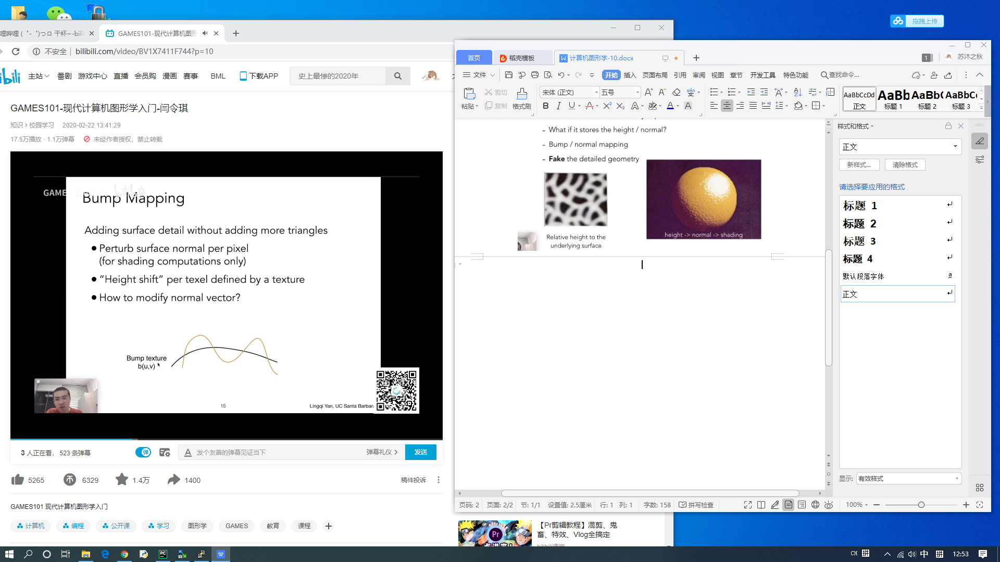 哩哔哩 (゜-゜)つロ 干杯~-bili
GAMES101-现代计算机图形
不安全
bilibili.com/video/BV1X7411F744?p=10
主站
番剧
游戏中心
直播
会员购
漫画
赛事
BML
下载APP
史上最惨的2020年
GAMES101-现代计算机图形学入门-闫令琪
知识 > 校园学习
2020-02-22 13:41:29
17.5万播放 · 1.1万弹幕
未经作者授权，禁止转载
GAME
bilibili
Bump Mapping
Adding surface detail without adding more triangles
● Perturb surface normal per pixel
(for shading computations only)
● “Height shift” per texel defined by a texture
● How to modify normal vector?
Bump texture
b(u,v)
15
Lingqi Yan, UC Santa Barbar
3 人正在看， 523 条弹幕
弹
发个友善的弹幕见证当下
弹幕礼仪 >
发送
5265
6329
1.4万
1400
稿件投诉
GAMES101 现代计算机图形学入门
计算机
编程
公开课
学习
图形学
GAMES
教育
课程
拖拽上传
首页
稻壳模板
计算机图形学-10.docx
1
苏沐之秋
文件
开始
插入
页面布局
引用
审阅
视图
章节
开发工具
特色功能
查找命令...
粘贴
剪切
复制
格式刷
宋体 (正文)
五号
AaBbCcDd
正文
AaBb
标题 1
AaBb(
标题 2
AaBbC
标题 3
- What if it stores the height / normal?
- Bump / normal mapping
- Fake the detailed geometry
Relative height to the
underlying surface
height -> normal -> shading
样式和格式
正文
新样式...
清除格式
请选择要应用的格式
标题 1
标题 2
标题 3
标题 4
默认段落字体
a
正文
显示:
有效样式
页码: 2
页面: 2/2
节: 1/1
设置值: 2.5厘米
行: 1
列: 1
字数: 158
拼写检查
100%
Pr
【Pr剪辑教程】混剪、鬼
畜、特效、Vlog全搞定
CH
拼
中
拼
12:53